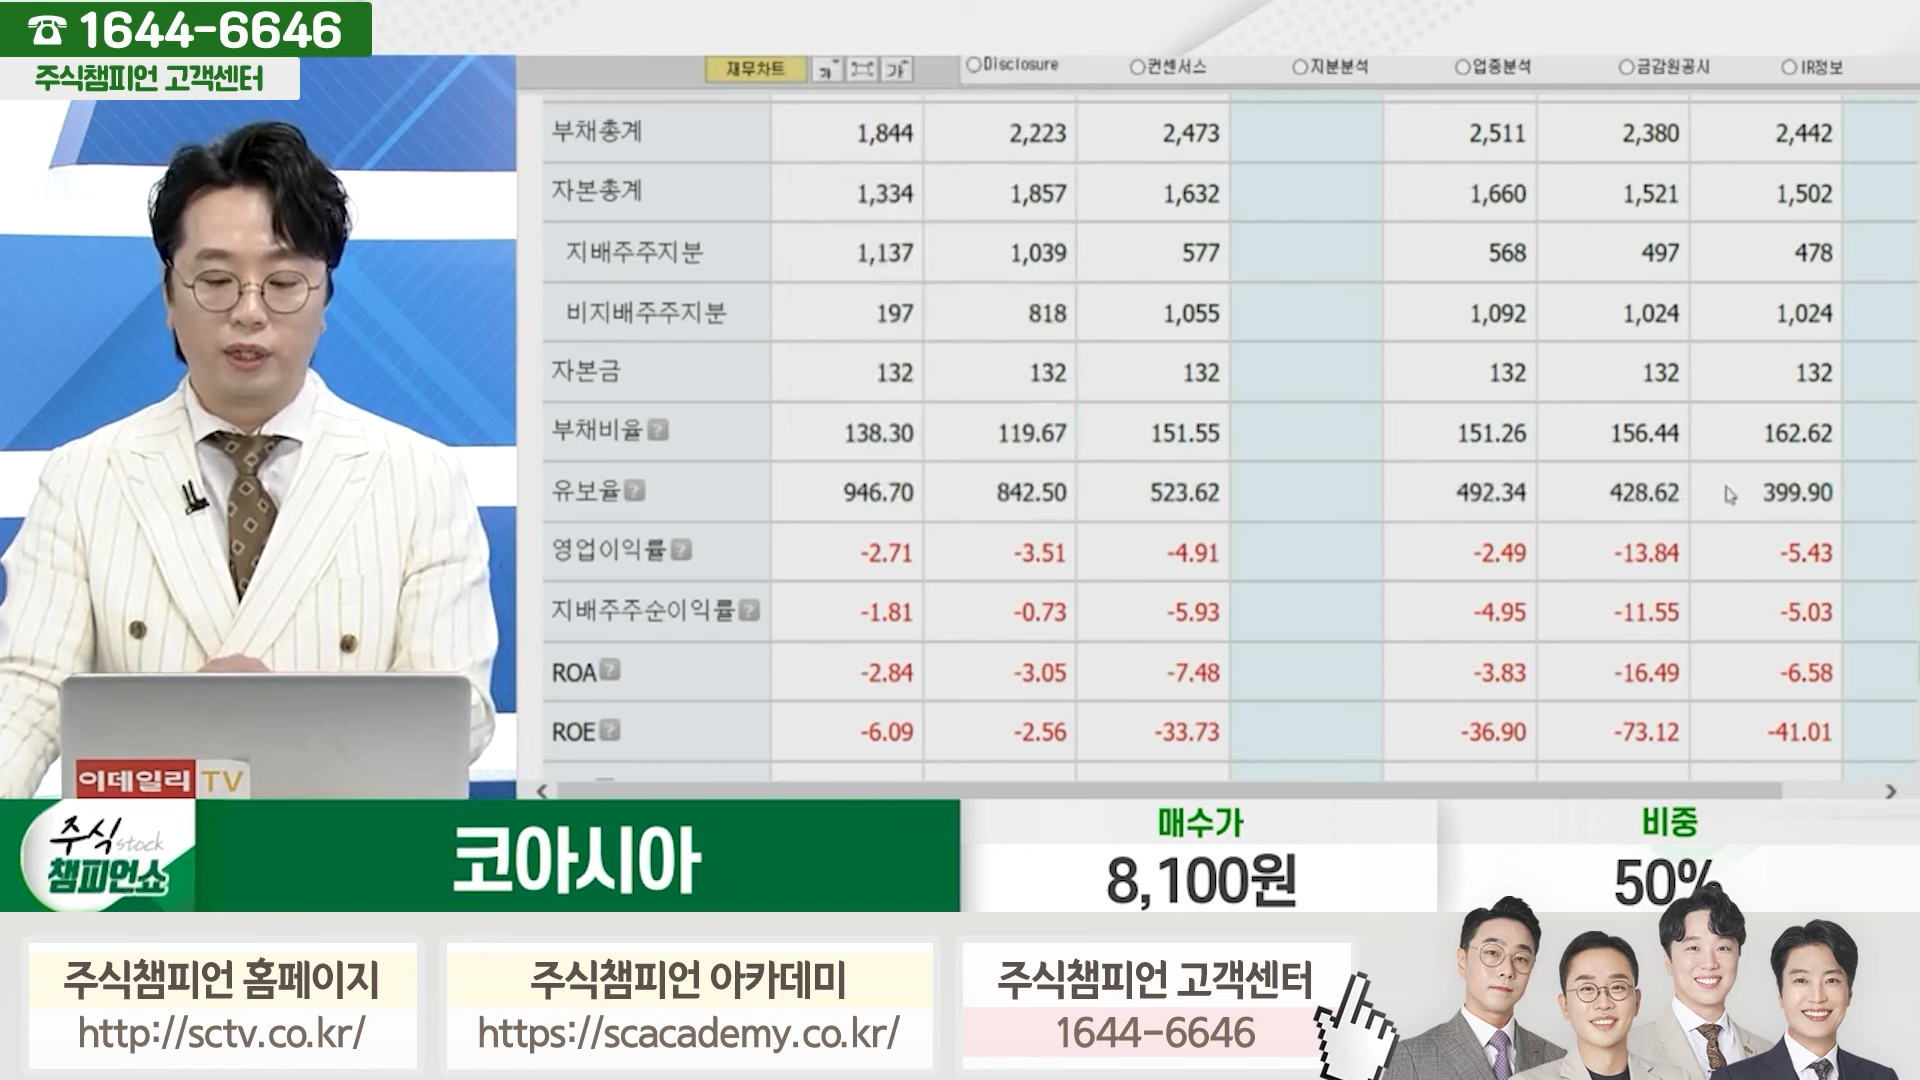 ☎ 1644-6646
주식챔피언 고객센터
재무차트 Disclosure 컨센서스 지분분석 업종분석 금감원공시 IR정보
부채총계 1,844 2,223 2,473 2,511 2,380 2,442
자본총계 1,334 1,857 1,632 1,660 1,521 1,502
지배주주지분 1,137 1,039 577 568 497 478
비지배주주지분 197 818 1,055 1,092 1,024 1,024
자본금 132 132 132 132 132 132
부채비율 ? 138.30 119.67 151.55 151.26 156.44 162.62
유보율 ? 946.70 842.50 523.62 492.34 428.62 399.90
영업이익률 ? -2.71 -3.51 -4.91 -2.49 -13.84 -5.43
지배주주순이익률 ? -1.81 -0.73 -5.93 -4.95 -11.55 -5.03
ROA ? -2.84 -3.05 -7.48 -3.83 -16.49 -6.58
ROE ? -6.09 -2.56 -33.73 -36.90 -73.12 -41.01
이데일리 TV
주식 stock
챔피언쇼
코아시아
매수가
8,100원
비중
50%
주식챔피언 홈페이지
http://sctv.co.kr/
주식챔피언 아카데미
https://scacademy.co.kr/
주식챔피언 고객센터
1644-6646